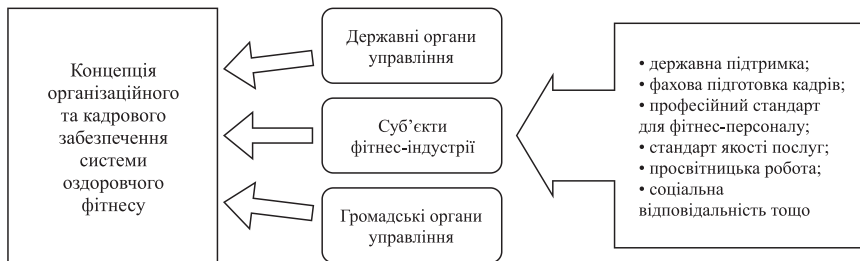 Концепція
організаційного
та кадрового
забезпечення
системи
оздоровчого
фітнесу
Державні органи
управління
Суб’єкти
фітнес-індустрії
Громадські органи
управління
• державна підтримка;
• фахова підготовка кадрів;
• професійний стандарт
для фітнес-персоналу;
• стандарт якості послуг;
• просвітницька робота;
• соціальна
відповідальність тощо